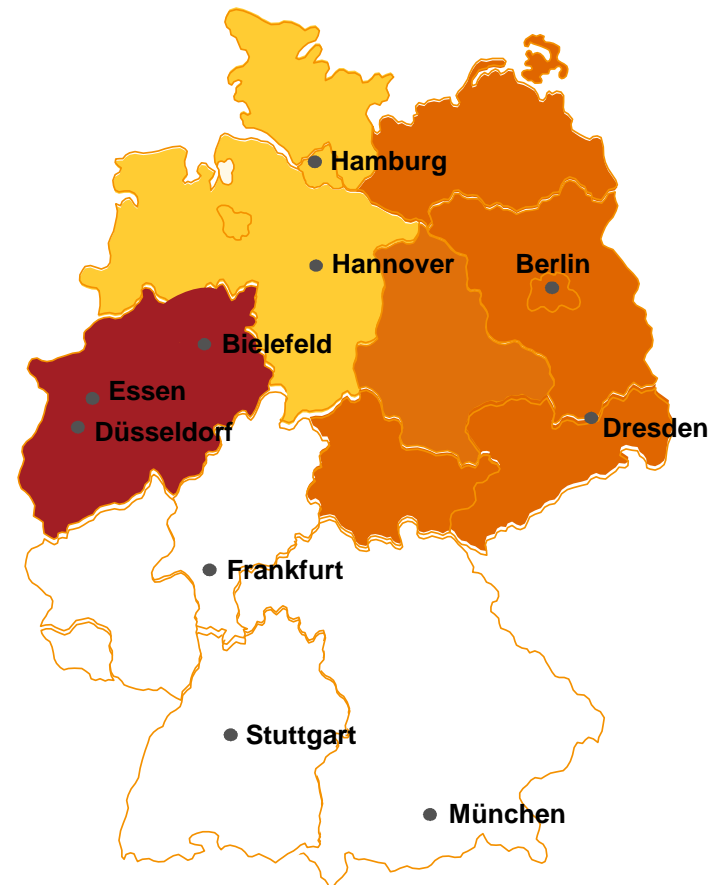 Hamburg
Hannover
Berlin
Bielefeld
Essen
Düsseldorf
Dresden
Frankfurt
Stuttgart
München